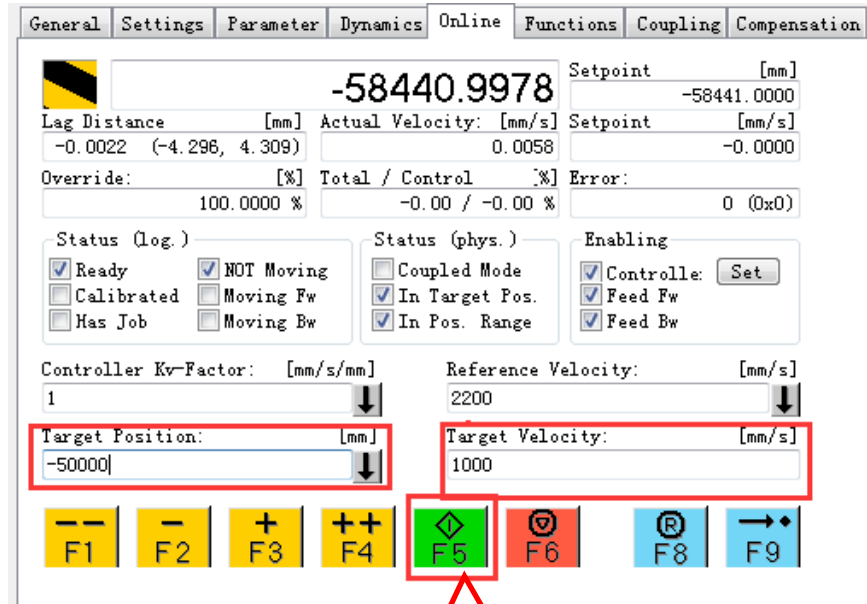 General Settings Parameter Dynamics Online Functions Coupling Compensation
-58440.9978
Setpoint [mm]
-58441.0000
Lag Distance [mm] Actual Velocity: [mm/s] Setpoint [mm/s]
-0.0022 (-4.296, 4.309) 0.0058 -0.0000
Override: [%] Total / Control %] Error:
100.0000 % -0.00 / -0.00 % 0 (0x0)
Status (log.) Status (phys.) Enabling
Ready NOT Moving Coupled Mode Controlle: Set
Calibrated Moving Fw In Target Pos. Feed Fw
Has Job Moving Bw In Pos. Range Feed Bw
Controller Kv-Factor: [mm/s/mm] Reference Velocity: [mm/s]
1 2200
Target Position: [mm] Target Velocity: [mm/s]
-50000 1000
-- - + ++ R
F1 F2 F3 F4 F5 F6 F8 F9